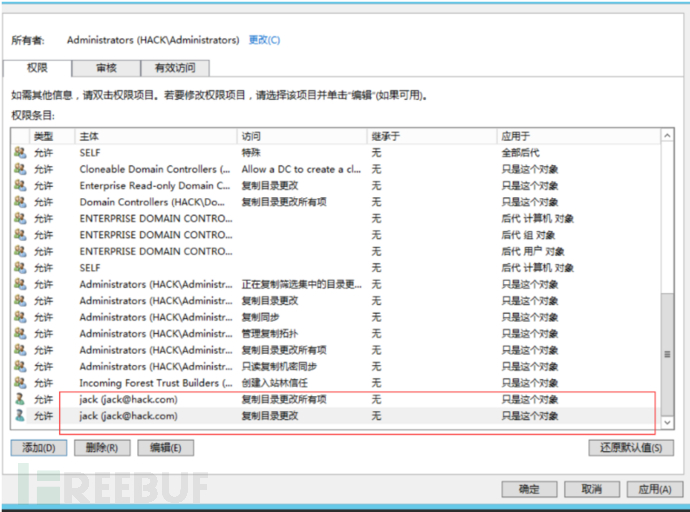 所有者: Administrators (HACK\Administrators) 更改(C)
权限 审核 有效访问
如需其他信息，请双击权限项目。若要修改权限项目，请选择该项目并单击"编辑"(如果可用)。
权限条目:
类型 主体 访问 继承于 应用于
允许 SELF 特殊 无 全部后代
允许 Cloneable Domain Controllers (... Allow a DC to create a cl... 无 只是这个对象
允许 Enterprise Read-only Domain C... 复制目录更改 无 只是这个对象
允许 Domain Controllers (HACK\Do... 复制目录更改所有项 无 只是这个对象
允许 ENTERPRISE DOMAIN CONTRO... 无 后代 计算机 对象
允许 ENTERPRISE DOMAIN CONTRO... 无 后代 组 对象
允许 ENTERPRISE DOMAIN CONTRO... 无 后代 用户 对象
允许 SELF 无 后代 计算机 对象
允许 Administrators (HACK\Administr... 正在复制筛选集中的目录更... 无 只是这个对象
允许 Administrators (HACK\Administr... 复制目录更改 无 只是这个对象
允许 Administrators (HACK\Administr... 复制同步 无 只是这个对象
允许 Administrators (HACK\Administr... 管理复制拓扑 无 只是这个对象
允许 Administrators (HACK\Administr... 复制目录更改所有项 无 只是这个对象
允许 Administrators (HACK\Administr... 只读复制机密同步 无 只是这个对象
允许 Incoming Forest Trust Builders (... 创建入站林信任 无 只是这个对象
允许 jack (jack@hack.com) 复制目录更改所有项 无 只是这个对象
允许 jack (jack@hack.com) 复制目录更改 无 只是这个对象
添加(D) 删除(R) 编辑(E) 还原默认值(S)
FREEBUF
确定 取消 应用(A)